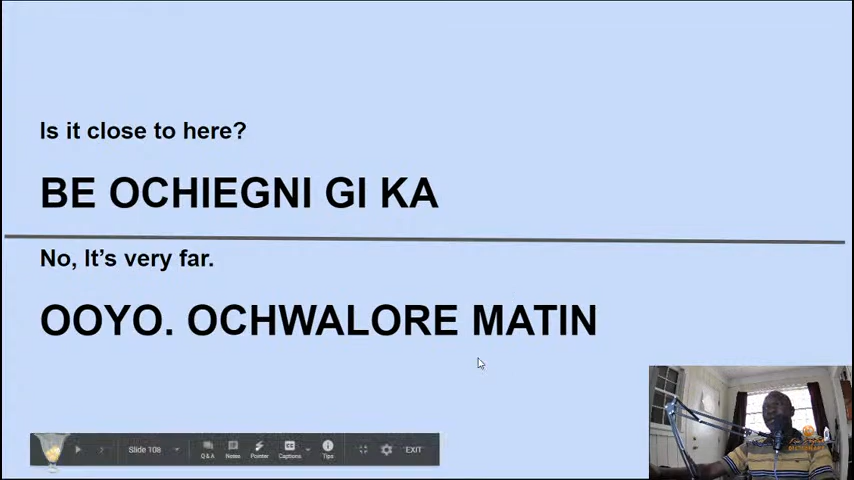 Is it close to here?
BE OCHIEGNI GI KA
No, It's very far.
OOYO. OCHWALORE MATIN
Slide 108
Q & A
Notes
Pointer
Captions
Tips
EXIT